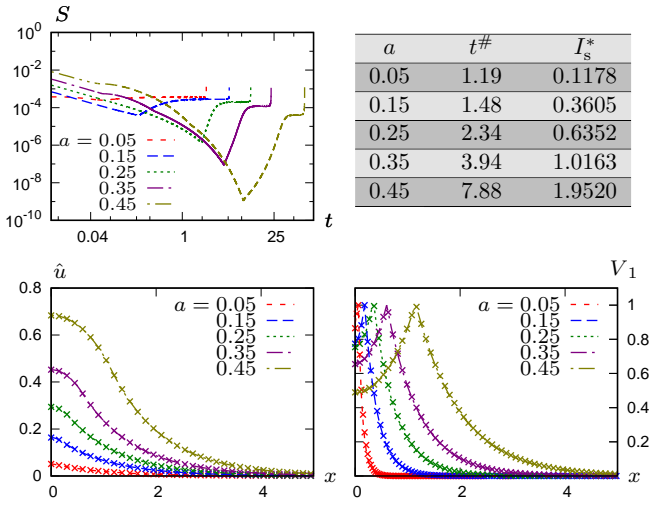 S
10^0
10^-2
10^-4
10^-6
10^-8
10^-10
a = 0.05
0.15
0.25
0.35
0.45
0.04 1 25 t
a t^# I_s^*
0.05 1.19 0.1178
0.15 1.48 0.3605
0.25 2.34 0.6352
0.35 3.94 1.0163
0.45 7.88 1.9520
û
0.8
0.6
0.4
0.2
0
a = 0.05
0.15
0.25
0.35
0.45
0 2 4 x
V_1
1
0.8
0.6
0.4
0.2
a = 0.05
0.15
0.25
0.35
0.45
0 2 4 x